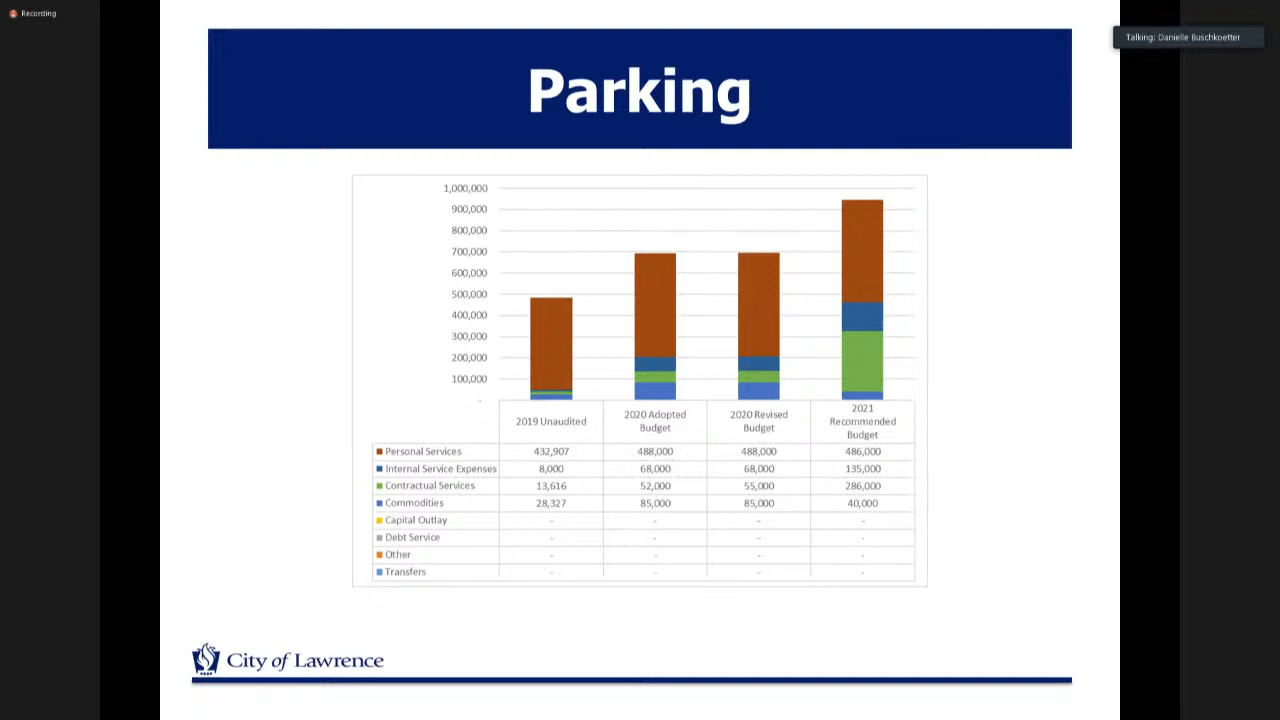 Recording
Talking: Danielle Buschkoetter
Parking
1,000,000
900,000
800,000
700,000
600,000
500,000
400,000
300,000
200,000
100,000
-
2019 Unaudited
2020 Adopted Budget
2020 Revised Budget
2021 Recommended Budget
Personal Services 432,907 488,000 488,000 486,000
Internal Service Expenses 8,000 68,000 68,000 135,000
Contractual Services 13,616 52,000 55,000 286,000
Commodities 28,327 85,000 85,000 40,000
Capital Outlay - - - -
Debt Service - - - -
Other - - - -
Transfers - - - -
City of Lawrence